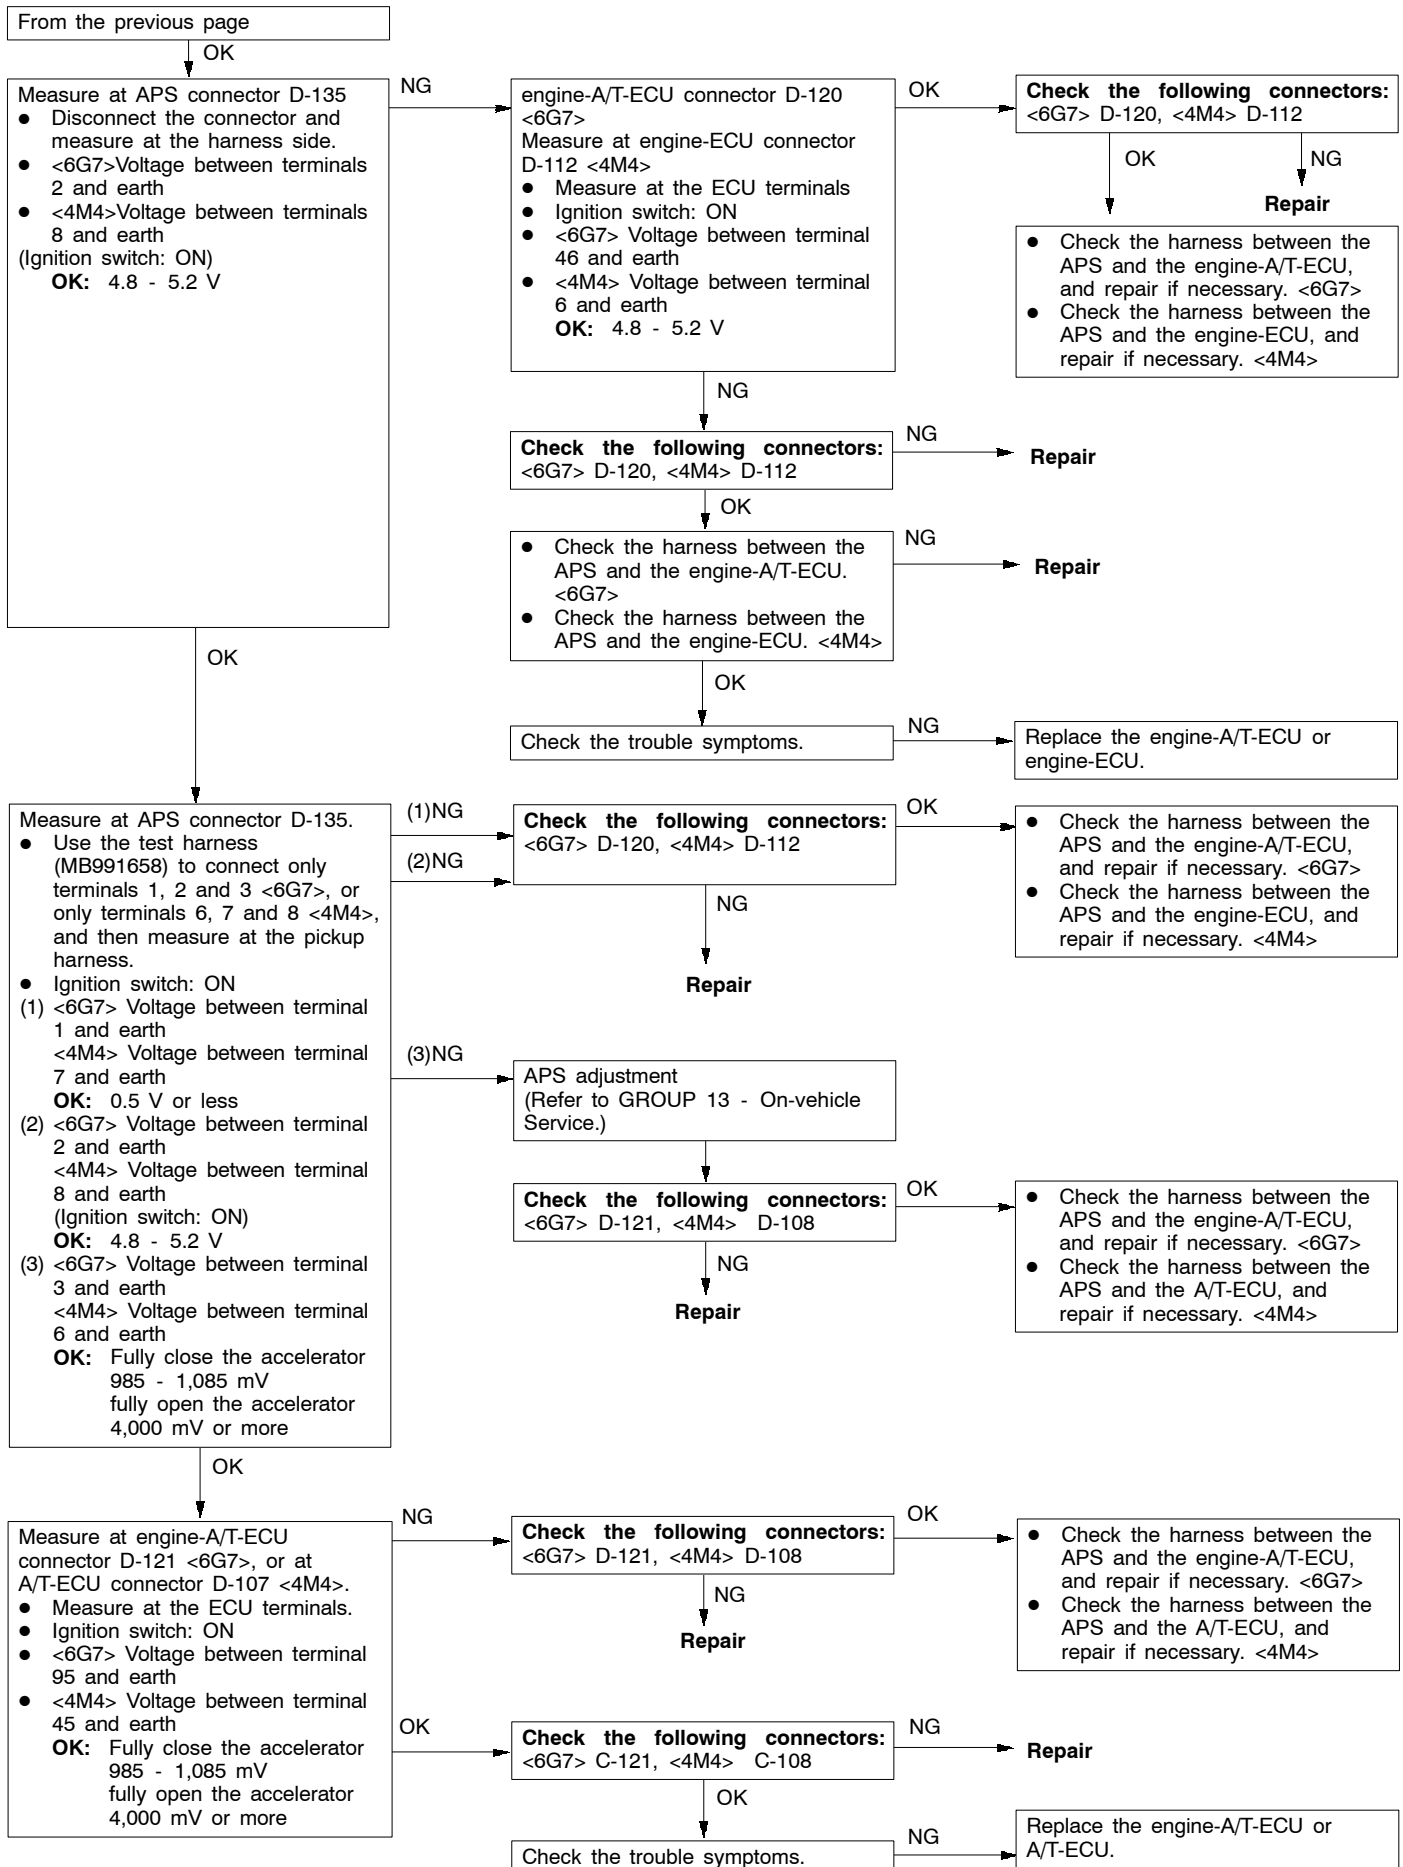 From the previous page
OK
Measure at APS connector D-135
● Disconnect the connector and
measure at the harness side.
● <6G7>Voltage between terminals
2 and earth
● <4M4>Voltage between terminals
8 and earth
(Ignition switch: ON)
OK: 4.8 - 5.2 V
NG
engine-A/T-ECU connector D-120
<6G7>
Measure at engine-ECU connector
D-112 <4M4>
● Measure at the ECU terminals
● Ignition switch: ON
● <6G7> Voltage between terminal
46 and earth
● <4M4> Voltage between terminal
6 and earth
OK: 4.8 - 5.2 V
OK
Check the following connectors:
<6G7> D-120, <4M4> D-112
OK
NG
Repair
● Check the harness between the
APS and the engine-A/T-ECU,
and repair if necessary. <6G7>
● Check the harness between the
APS and the engine-ECU, and
repair if necessary. <4M4>
NG
Check the following connectors:
<6G7> D-120, <4M4> D-112
NG
Repair
OK
● Check the harness between the
APS and the engine-A/T-ECU.
<6G7>
● Check the harness between the
APS and the engine-ECU. <4M4>
NG
Repair
OK
OK
Check the trouble symptoms.
NG
Replace the engine-A/T-ECU or
engine-ECU.
Measure at APS connector D-135.
● Use the test harness
(MB991658) to connect only
terminals 1, 2 and 3 <6G7>, or
only terminals 6, 7 and 8 <4M4>,
and then measure at the pickup
harness.
● Ignition switch: ON
(1) <6G7> Voltage between terminal
1 and earth
<4M4> Voltage between terminal
7 and earth
OK: 0.5 V or less
(2) <6G7> Voltage between terminal
2 and earth
<4M4> Voltage between terminal
8 and earth
(Ignition switch: ON)
OK: 4.8 - 5.2 V
(3) <6G7> Voltage between terminal
3 and earth
<4M4> Voltage between terminal
6 and earth
OK: Fully close the accelerator
985 - 1,085 mV
fully open the accelerator
4,000 mV or more
(1)NG
(2)NG
Check the following connectors:
<6G7> D-120, <4M4> D-112
OK
● Check the harness between the
APS and the engine-A/T-ECU,
and repair if necessary. <6G7>
● Check the harness between the
APS and the engine-ECU, and
repair if necessary. <4M4>
NG
Repair
(3)NG
APS adjustment
(Refer to GROUP 13 - On-vehicle
Service.)
Check the following connectors:
<6G7> D-121, <4M4> D-108
OK
● Check the harness between the
APS and the engine-A/T-ECU,
and repair if necessary. <6G7>
● Check the harness between the
APS and the A/T-ECU, and
repair if necessary. <4M4>
NG
Repair
OK
Measure at engine-A/T-ECU
connector D-121 <6G7>, or at
A/T-ECU connector D-107 <4M4>.
● Measure at the ECU terminals.
● Ignition switch: ON
● <6G7> Voltage between terminal
95 and earth
● <4M4> Voltage between terminal
45 and earth
OK: Fully close the accelerator
985 - 1,085 mV
fully open the accelerator
4,000 mV or more
NG
Check the following connectors:
<6G7> D-121, <4M4> D-108
OK
● Check the harness between the
APS and the engine-A/T-ECU,
and repair if necessary. <6G7>
● Check the harness between the
APS and the A/T-ECU, and
repair if necessary. <4M4>
NG
Repair
OK
Check the following connectors:
<6G7> C-121, <4M4> C-108
NG
Repair
OK
Check the trouble symptoms.
NG
Replace the engine-A/T-ECU or
A/T-ECU.